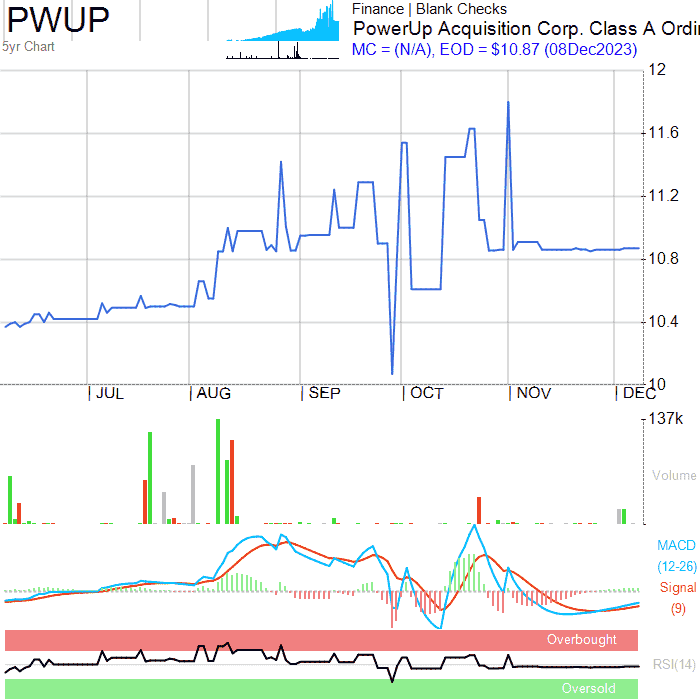 PWUP
5yr Chart
Finance | Blank Checks
PowerUp Acquisition Corp. Class A Ordi
MC = (N/A), EOD = $10.87 (08Dec2023)
12
11.6
11.2
10.8
10.4
10
JUL
AUG
SEP
OCT
NOV
DEC
137k
Volume
MACD
(12-26)
Signal
(9)
Overbought
RSI(14)
Oversold